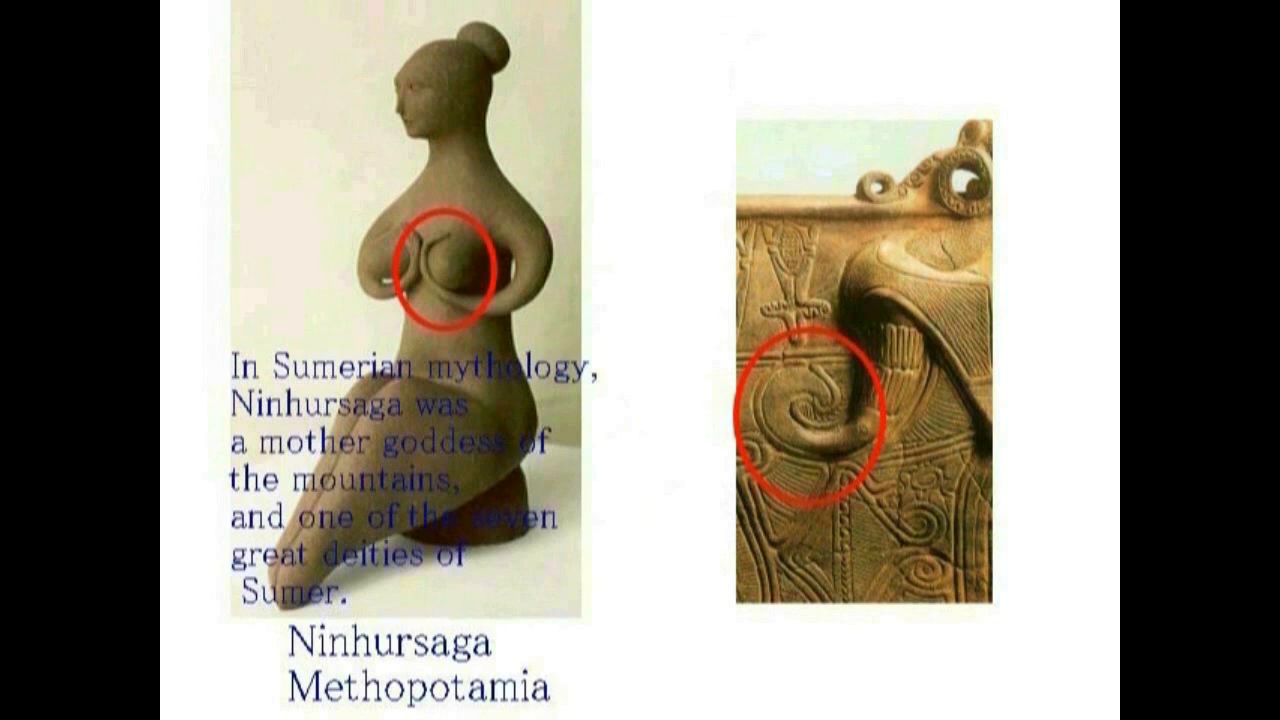 In Sumerian mythology,
Ninhursaga was
a mother goddess of
the mountains,
and one of the seven
great deities of
Sumer.
Ninhursaga
Methopotamia